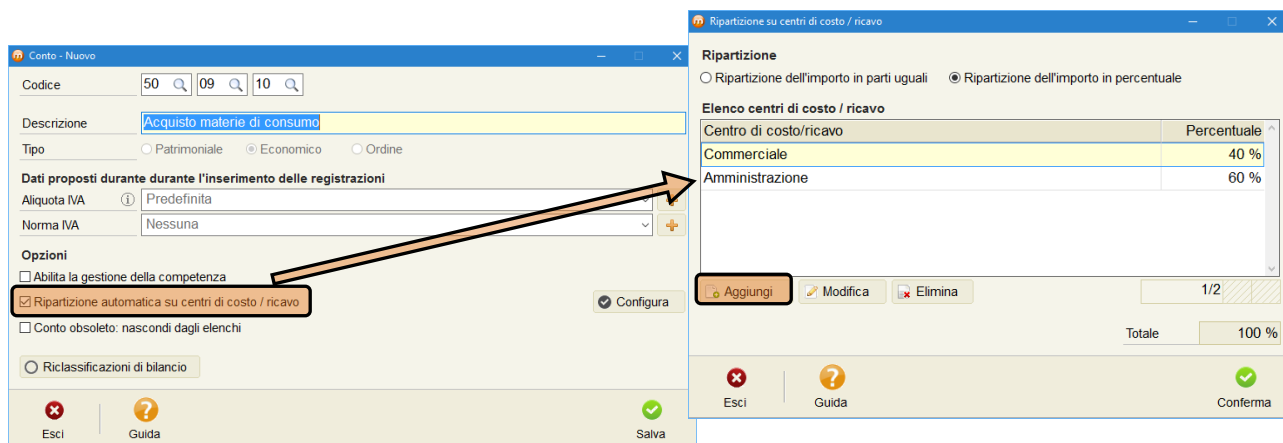 Conto - Nuovo
Codice 50 09 10
Descrizione Acquisto materie di consumo
Tipo Patrimoniale Economico Ordine
Dati proposti durante durante l'inserimento delle registrazioni
Aliquota IVA Predefinita
Norma IVA Nessuna
Opzioni
Abilita la gestione della competenza
Ripartizione automatica su centri di costo / ricavo Configura
Conto obsoleto: nascondi dagli elenchi
Riclassificazioni di bilancio
Esci Guida Salva
Ripartizione su centri di costo / ricavo
Ripartizione
Ripartizione dell'importo in parti uguali Ripartizione dell'importo in percentuale
Elenco centri di costo / ricavo
Centro di costo/ricavo Percentuale
Commerciale 40 %
Amministrazione 60 %
Aggiungi Modifica Elimina 1/2
Totale 100 %
Esci Guida Conferma